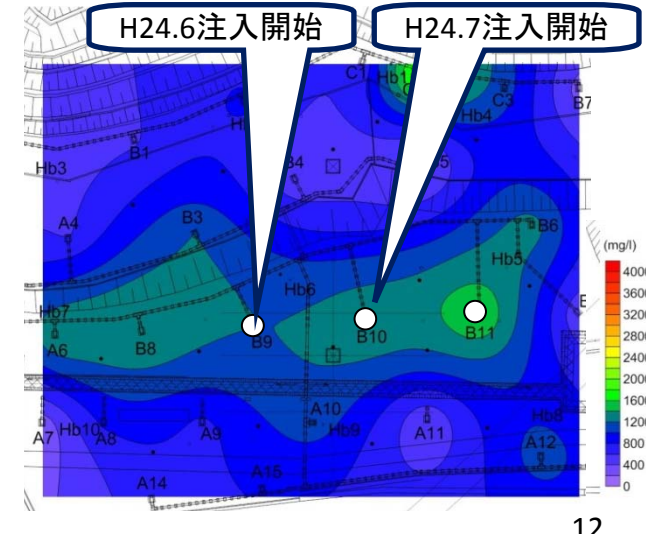 H24.6注入開始
H24.7注入開始
C1
Hb1
C3
B7
Hb4
B1
Hb3
A4
B3
B6
Hb5
(mg/l)
Hb6
Hb7
A6
B8
B9
B10
B11
4000
3600
3200
2800
2400
2000
1600
1200
800
400
0
A10
Hb8
A7
Hb10
A8
A9
Hb9
A11
A12
A14
A15
12